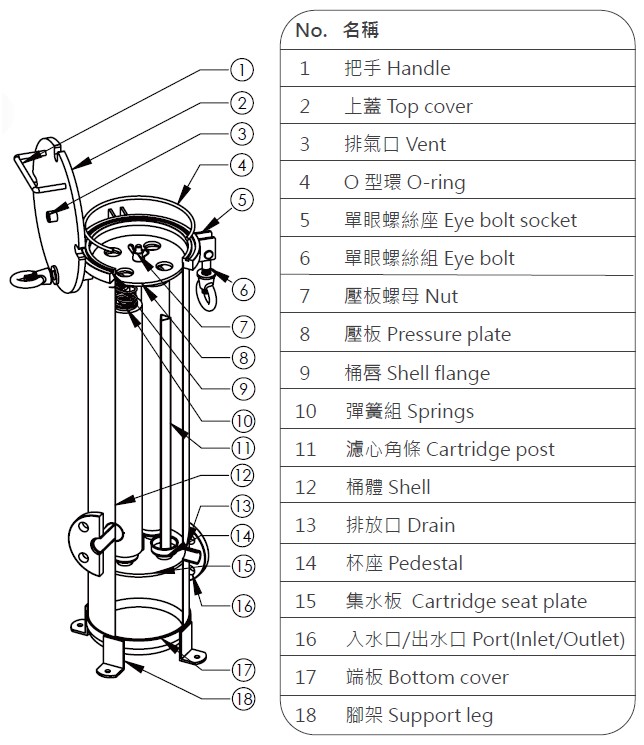 No. 名稱
1 把手 Handle
2 上蓋 Top cover
3 排氣口 Vent
4 O 型環 O-ring
5 單眼螺絲座 Eye bolt socket
6 單眼螺絲組 Eye bolt
7 壓板螺母 Nut
8 壓板 Pressure plate
9 桶唇 Shell flange
10 彈簧組 Springs
11 濾心角條 Cartridge post
12 桶體 Shell
13 排放口 Drain
14 杯座 Pedestal
15 集水板 Cartridge seat plate
16 入水口/出水口 Port(Inlet/Outlet)
17 端板 Bottom cover
18 腳架 Support leg
1
2
3
4
5
6
7
8
9
10
11
12
13
14
15
16
17
18